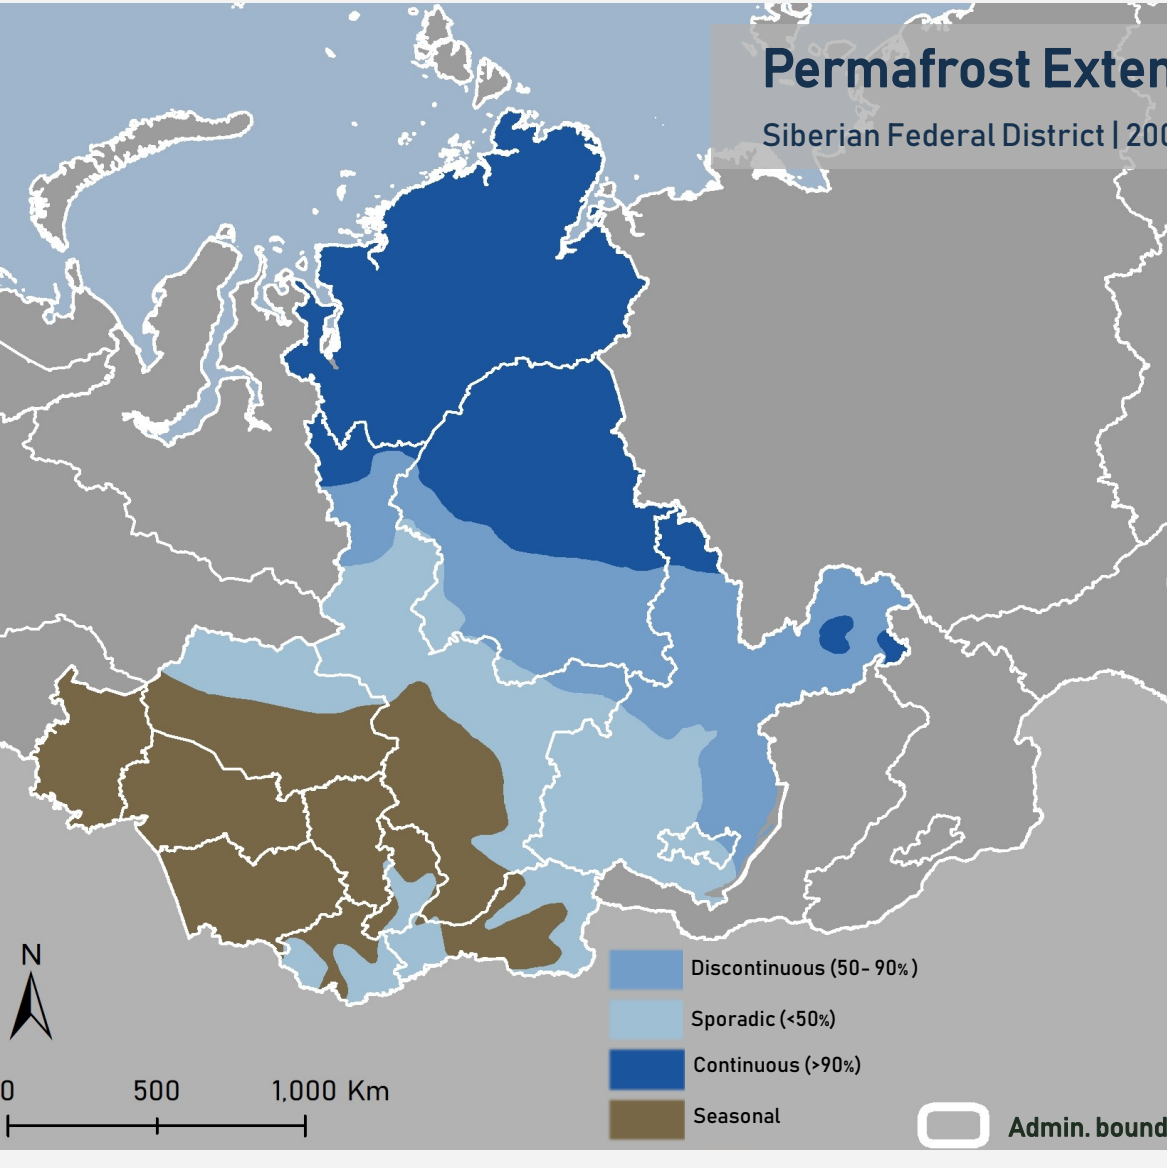 Permafrost Exten
Siberian Federal District | 200
N
0 500 1,000 Km
Discontinuous (50- 90%)
Sporadic (<50%)
Continuous (>90%)
Seasonal
Admin. bound